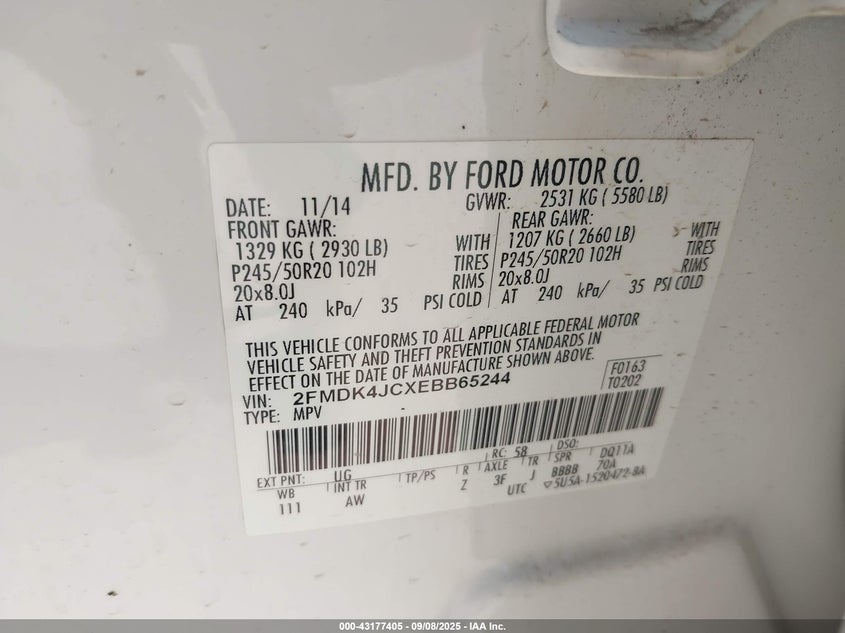 MFD. BY FORD MOTOR CO.
DATE: 11/14 GVWR: 2531 KG ( 5580 LB)
FRONT GAWR: REAR GAWR:
1329 KG ( 2930 LB) WITH 1207 KG ( 2660 LB) WITH
P245/50R20 102H TIRES P245/50R20 102H TIRES
20x8.0J RIMS 20x8.0J RIMS
AT 240 kPa/ 35 PSI COLD AT 240 kPa/ 35 PSI COLD
THIS VEHICLE CONFORMS TO ALL APPLICABLE FEDERAL MOTOR
VEHICLE SAFETY AND THEFT PREVENTION STANDARDS IN
EFFECT ON THE DATE OF MANUFACTURE SHOWN ABOVE.
VIN: 2FMDK4JCXEBB65244
TYPE: MPV
F0163
T0202
EXT PNT: UG RC: 58 DSO:
WB INT TR TP/PS R AXLE TR SPR DQ11A
111 AW Z 3F J BBBB 70A
UTC ▽5U5A-1520472-BA
000-43177405 - 09/08/2025 - IAA Inc.